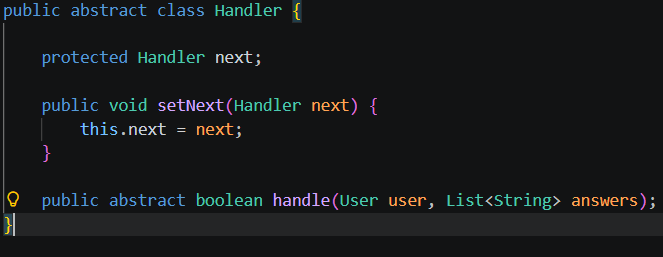 public abstract class Handler {
protected Handler next;
public void setNext(Handler next) {
this.next = next;
}
public abstract boolean handle(User user, List<String> answers);
}